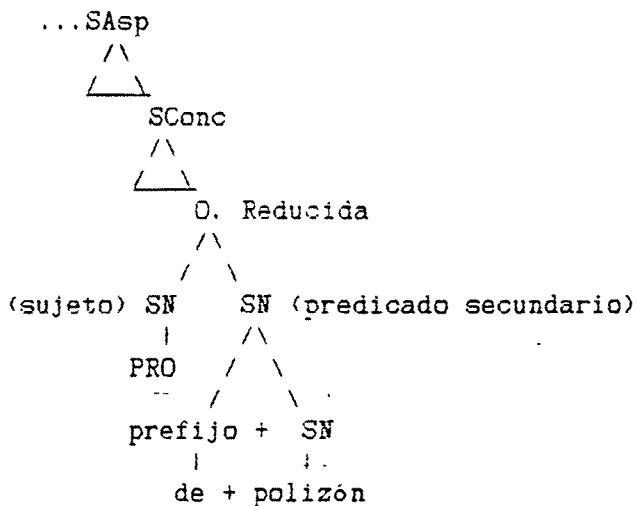 ...SAsp
SConc
O. Reducida
(sujeto) SN SN (predicado secundario)
PRO
prefijo + SN
de + polizón